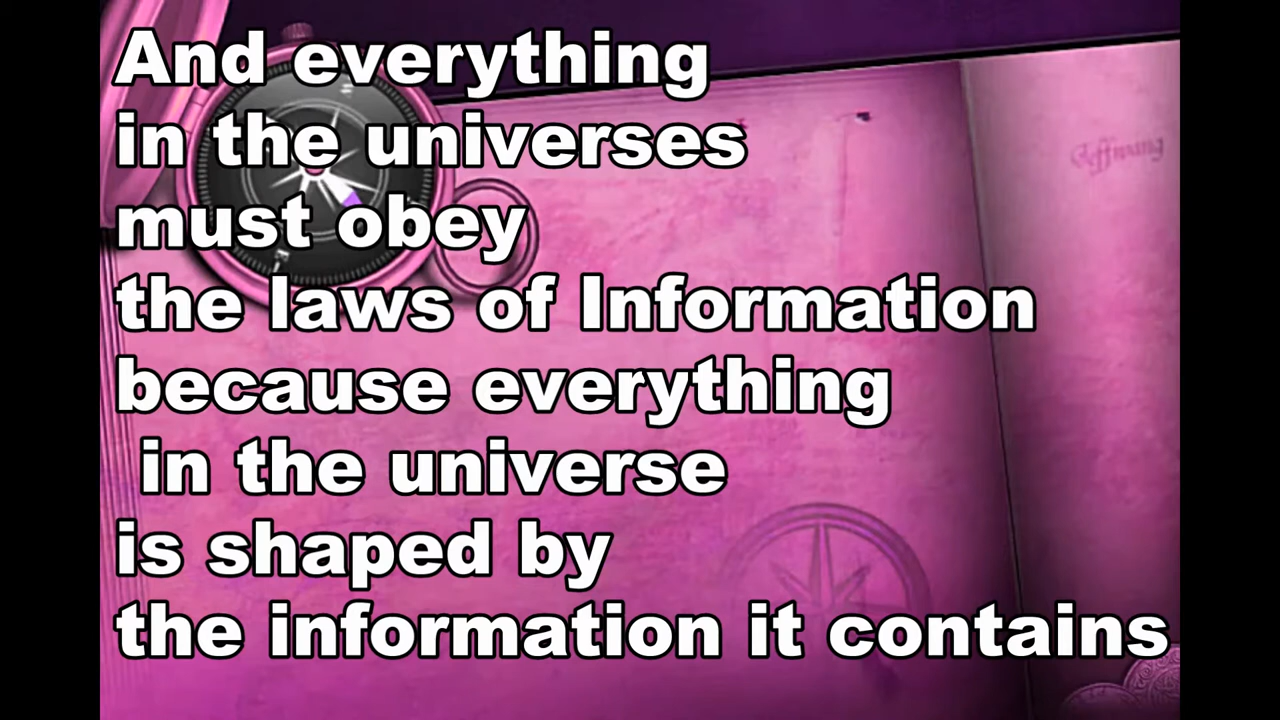 And everything
in the universes
must obey
the laws of Information
because everything
in the universe
is shaped by
the information it contains